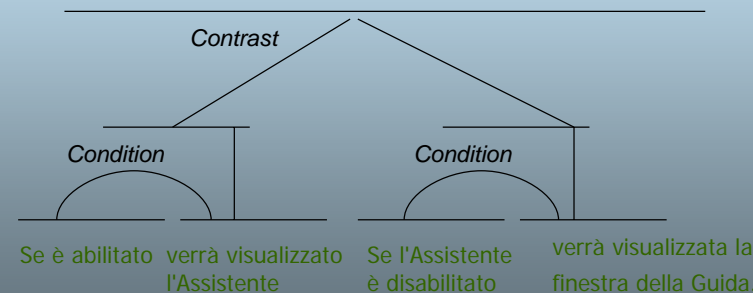 Contrast
Condition
Condition
Se è abilitato
verrà visualizzato
l'Assistente
Se l'Assistente
è disabilitato
verrà visualizzata la
finestra della Guida